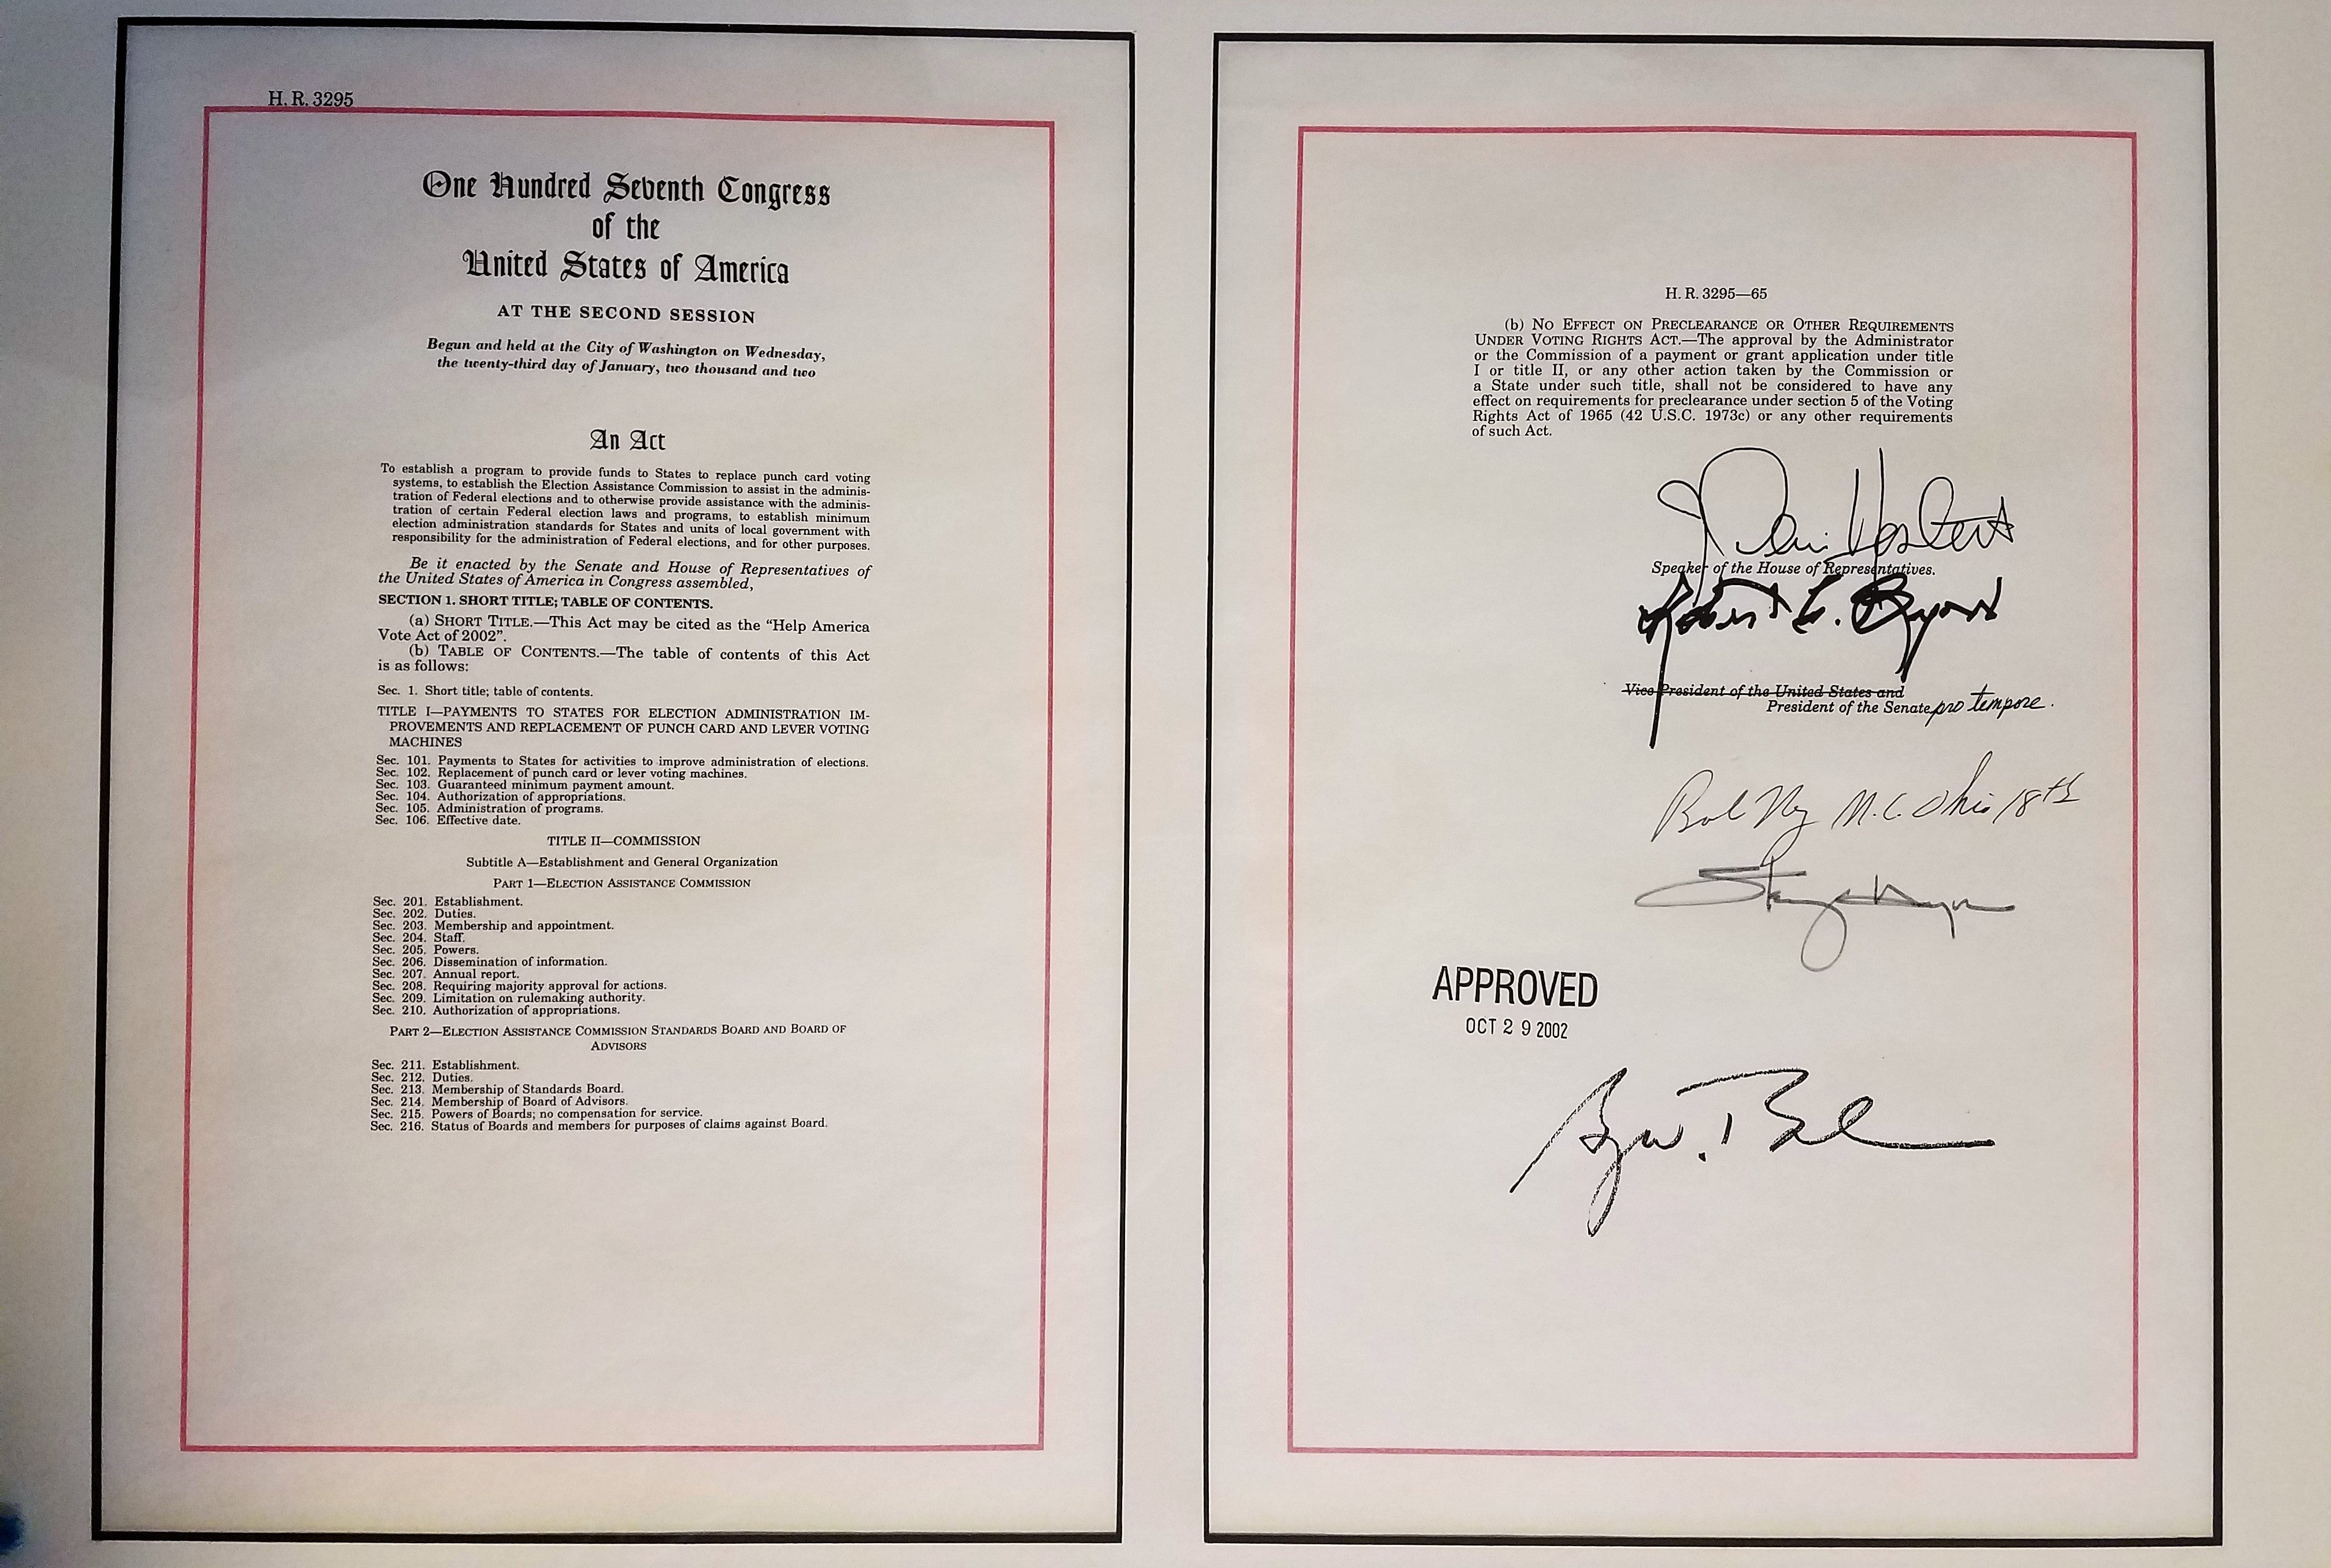 H. R. 3295
One Hundred Seventh Congress
of the
United States of America
AT THE SECOND SESSION
Begun and held at the City of Washington on Wednesday,
the twenty-third day of January, two thousand and two
An Act
To establish a program to provide funds to States to replace punch card voting
systems, to establish the Election Assistance Commission to assist in the adminis-
tration of Federal elections and to otherwise provide assistance with the adminis-
tration of certain Federal election laws and programs, to establish minimum
election administration standards for States and units of local government with
responsibility for the administration of Federal elections, and for other purposes.
Be it enacted by the Senate and House of Representatives of
the United States of America in Congress assembled,
SECTION 1. SHORT TITLE; TABLE OF CONTENTS.
(a) SHORT TITLE.—This Act may be cited as the “Help America
Vote Act of 2002”.
(b) TABLE OF CONTENTS.—The table of contents of this Act
is as follows:
Sec. 1. Short title; table of contents.
TITLE I—PAYMENTS TO STATES FOR ELECTION ADMINISTRATION IM-
PROVEMENTS AND REPLACEMENT OF PUNCH CARD AND LEVER VOTING
MACHINES
Sec. 101. Payments to States for activities to improve administration of elections.
Sec. 102. Replacement of punch card or lever voting machines.
Sec. 103. Guaranteed minimum payment amount.
Sec. 104. Authorization of appropriations.
Sec. 105. Administration of programs.
Sec. 106. Effective date.
TITLE II—COMMISSION
Subtitle A—Establishment and General Organization
PART 1—ELECTION ASSISTANCE COMMISSION
Sec. 201. Establishment.
Sec. 202. Duties.
Sec. 203. Membership and appointment.
Sec. 204. Staff.
Sec. 205. Powers.
Sec. 206. Dissemination of information.
Sec. 207. Annual report.
Sec. 208. Requiring majority approval for actions.
Sec. 209. Limitation on rulemaking authority.
Sec. 210. Authorization of appropriations.
PART 2—ELECTION ASSISTANCE COMMISSION STANDARDS BOARD AND BOARD OF
ADVISORS
Sec. 211. Establishment.
Sec. 212. Duties.
Sec. 213. Membership of Standards Board.
Sec. 214. Membership of Board of Advisors.
Sec. 215. Powers of Boards; no compensation for service.
Sec. 216. Status of Boards and members for purposes of claims against Board.
H. R. 3295—65
(b) NO EFFECT ON PRECLEARANCE OR OTHER REQUIREMENTS
UNDER VOTING RIGHTS ACT.—The approval by the Administrator
or the Commission of a payment or grant application under title
I or title II, or any other action taken by the Commission or
a State under such title, shall not be considered to have any
effect on requirements for preclearance under section 5 of the Voting
Rights Act of 1965 (42 U.S.C. 1973c) or any other requirements
of such Act.
Speaker of the House of Representatives.
Robert C. Byrd
Vice President of the United States and
President of the Senate pro tempore.
Bob Ney M.C. Ohio 18th
APPROVED
OCT 29 2002